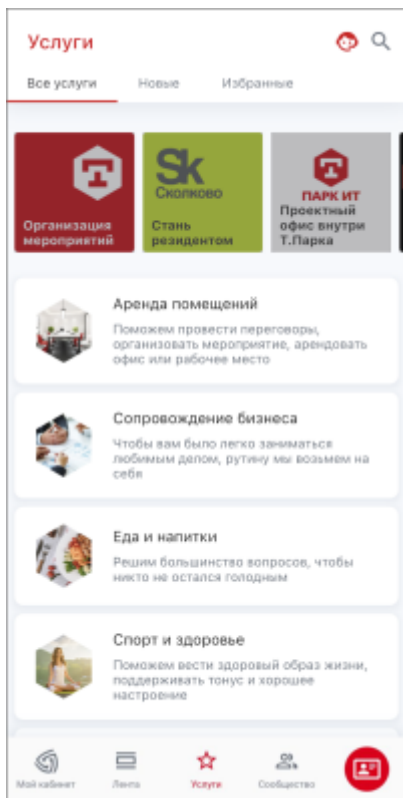 Услуги
Все услуги
Новые
Избранные
Т
Организация
мероприятий
Sk
Сколково
Стань
резидентом
Т
ПАРК ИТ
Проектный
офис внутри
Т.Парка
Аренда помещений
Поможем провести переговоры,
организовать мероприятие, арендовать
офис или рабочее место
Сопровождение бизнеса
Чтобы вам было легко заниматься
любимым делом, рутину мы возьмем на
себя
Еда и напитки
Решим большинство вопросов, чтобы
никто не остался голодным
Спорт и здоровье
Поможем вести здоровый образ жизни,
поддерживать тонус и хорошее
настроение
Мой кабинет
Лента
Услуги
Сообщество